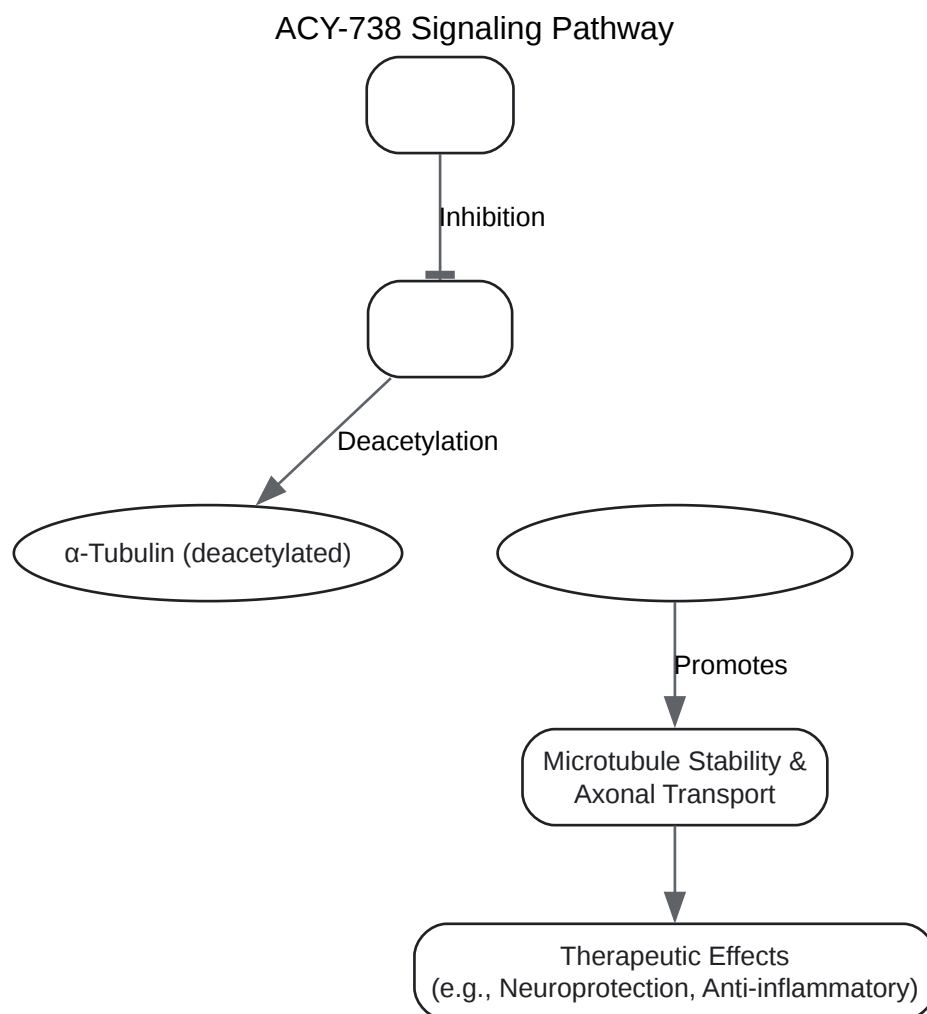 ACY-738 Signaling Pathway
Inhibition
Deacetylation
α-Tubulin (deacetylated)
Promotes
Microtubule Stability &
Axonal Transport
Therapeutic Effects
(e.g., Neuroprotection, Anti-inflammatory)